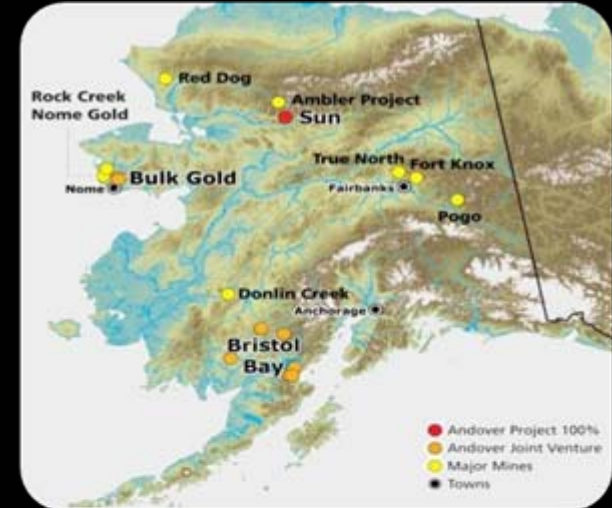 Red Dog
Rock Creek
Nome Gold
Ambler Project
Sun
True North
Fort Knox
Bulk Gold
Nome
Fairbanks
Pogo
Donlin Creek
Anchorage
Bristol
Bay
Andover Project 100%
Andover Joint Venture
Major Mines
Towns